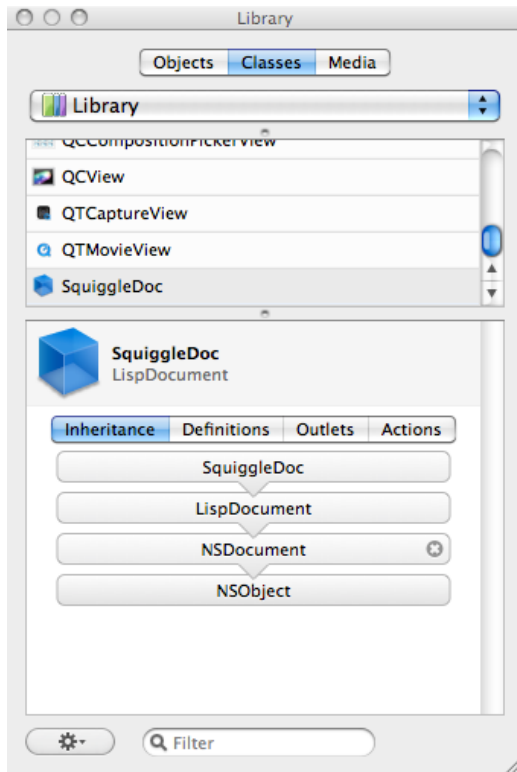 Library
Objects Classes Media
Library
QCCompositionPickerView
QCView
QTCaptureView
QTMovieView
SquiggleDoc
SquiggleDoc
LispDocument
Inheritance Definitions Outlets Actions
SquiggleDoc
LispDocument
NSDocument
NSObject
Filter